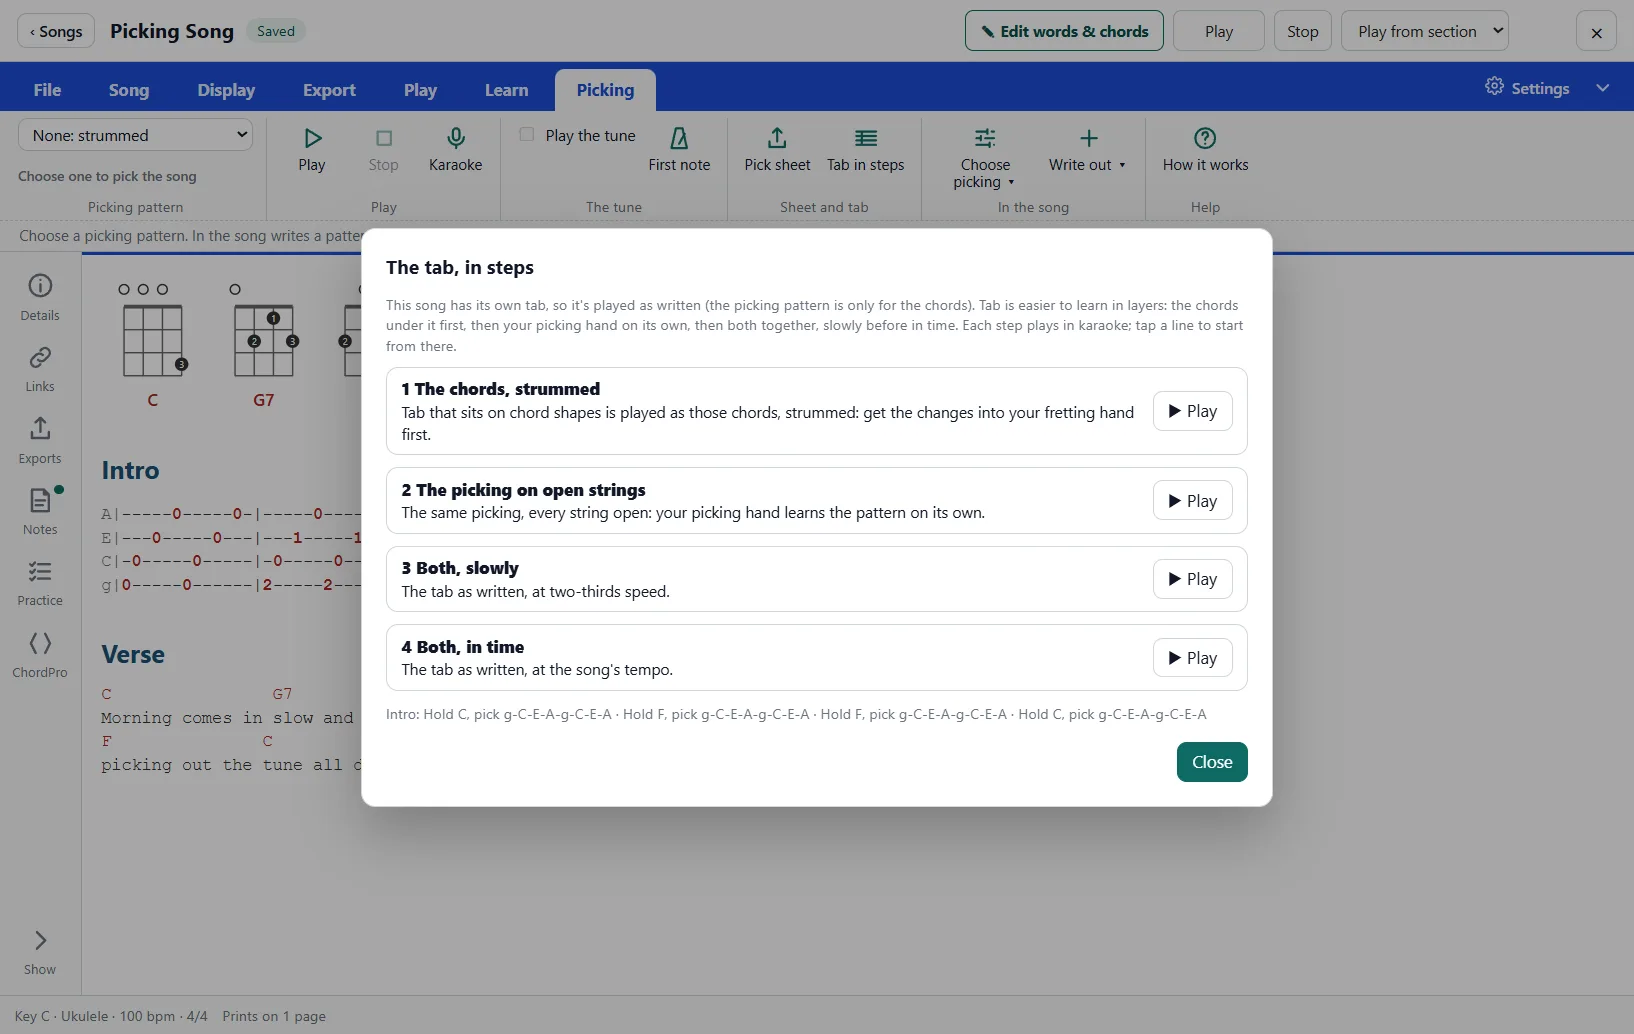 ‹ Songs
Picking Song
Saved
Edit words & chords
Play
Stop
Play from section
×
File
Song
Display
Export
Play
Learn
Picking
Settings
None: strummed
Choose one to pick the song
Picking pattern
Play
Stop
Karaoke
Play
Play the tune
First note
The tune
Pick sheet
Tab in steps
Sheet and tab
Choose picking ▾
Write out ▾
In the song
How it works
Help
Choose a picking pattern. In the song writes a
Details
Links
Exports
Notes
Practice
ChordPro
Show
1
2
3
2
3
C
G7
Intro
A|-----0-----0-|-----0----
E|---0-----0---|---1-----1
C|-0-----0-----|-0-----0--
g|0-----0------|2-----2---
Verse
C G7
Morning comes in slow and
F C
picking out the tune all
The tab, in steps
This song has its own tab, so it's played as written (the picking pattern is only for the chords). Tab is easier to learn in layers: the chords
under it first, then your picking hand on its own, then both together, slowly before in time. Each step plays in karaoke; tap a line to start
from there.
1 The chords, strummed
Tab that sits on chord shapes is played as those chords, strummed: get the changes into your fretting hand
first.
▶ Play
2 The picking on open strings
The same picking, every string open: your picking hand learns the pattern on its own.
▶ Play
3 Both, slowly
The tab as written, at two-thirds speed.
▶ Play
4 Both, in time
The tab as written, at the song's tempo.
▶ Play
Intro: Hold C, pick g-C-E-A-g-C-E-A · Hold F, pick g-C-E-A-g-C-E-A · Hold F, pick g-C-E-A-g-C-E-A · Hold C, pick g-C-E-A-g-C-E-A
Close
Key C · Ukulele · 100 bpm · 4/4 Prints on 1 page